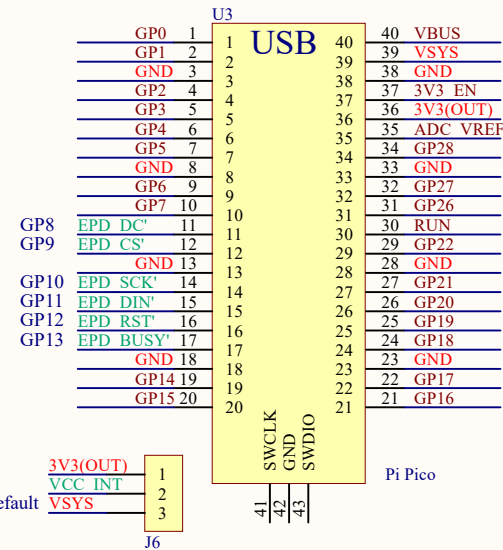 U3
USB
GP0 1 1 40 40 VBUS
GP1 2 2 39 39 VSYS
GND 3 3 38 38 GND
GP2 4 4 37 37 3V3_EN
GP3 5 5 36 36 3V3(OUT)
GP4 6 6 35 35 ADC_VREF
GP5 7 7 34 34 GP28
GND 8 8 33 33 GND
GP6 9 9 32 32 GP27
GP7 10 10 31 31 GP26
GP8 EPD_DC' 11 11 30 30 RUN
GP9 EPD_CS' 12 12 29 29 GP22
GND 13 13 28 28 GND
GP10 EPD_SCK' 14 14 27 27 GP21
GP11 EPD_DIN' 15 15 26 26 GP20
GP12 EPD_RST' 16 16 25 25 GP19
GP13 EPD_BUSY' 17 17 24 24 GP18
GND 18 18 23 23 GND
GP14 19 19 22 22 GP17
GP15 20 20 21 21 GP16
SWCLK
GND
SWDIO
41
42
43
Pi Pico
3V3(OUT) 1
VCC_INT 2
efault VSYS 3
J6